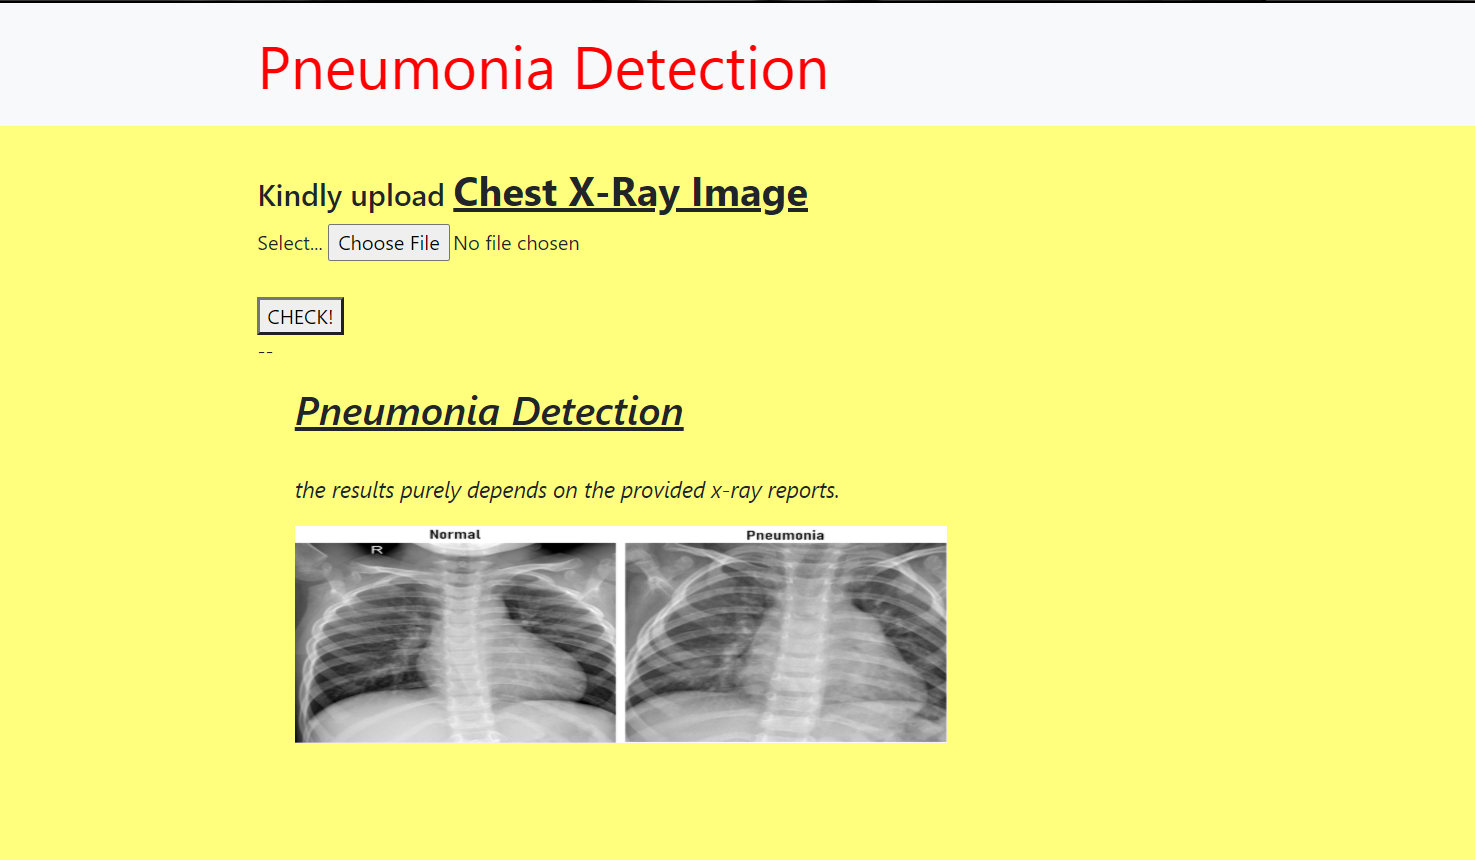 Pneumonia Detection
Kindly upload Chest X-Ray Image
Select... Choose File No file chosen
CHECK!
--
Pneumonia Detection
the results purely depends on the provided x-ray reports.
Normal Pneumonia
R